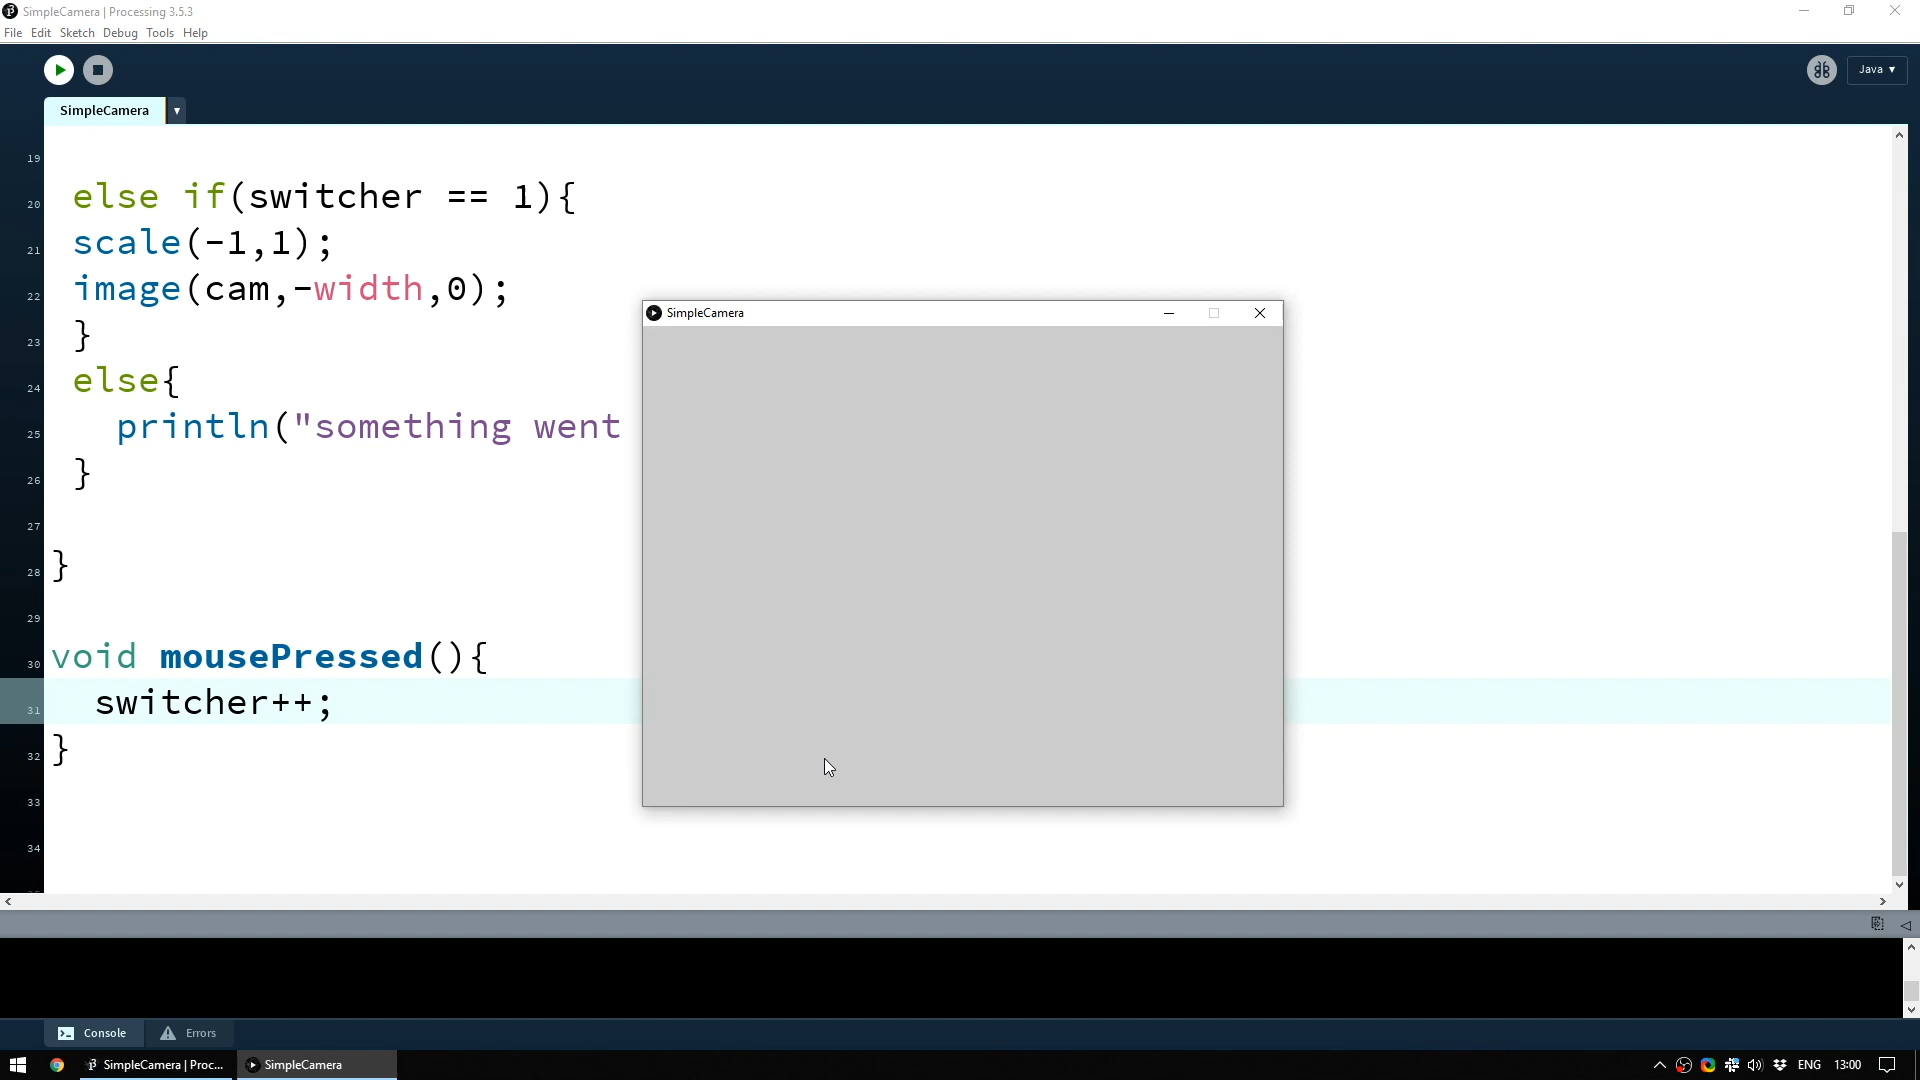 SimpleCamera | Processing 3.5.3
File Edit Sketch Debug Tools Help
Java ▾
SimpleCamera
19
20 else if(switcher == 1){
21 scale(-1,1);
22 image(cam,-width,0);
23 }
24 else{
25 println("something went
26 }
27
28 }
29
30 void mousePressed(){
31 switcher++;
32 }
33
34
SimpleCamera
Console Errors
SimpleCamera | Proc... SimpleCamera ENG 13:00